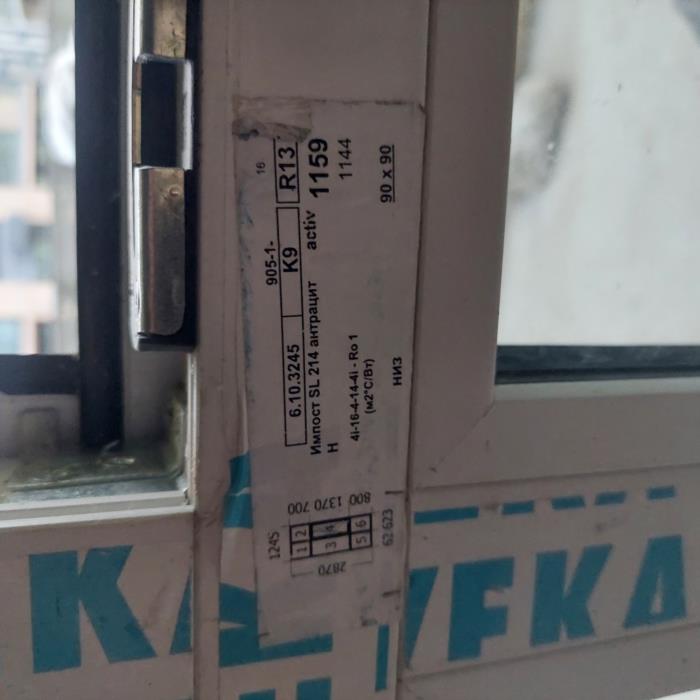 905-1-
16
6.10.3245 K9 R13
Импост SL 214 антрацит activ 1159
Н 1144
4i-16-4-14-4i - Ro 1
(м2*С/Вт)
низ 90 x 90
1245
1 2
3 4
5 6
2870
700 1370 800
62 623